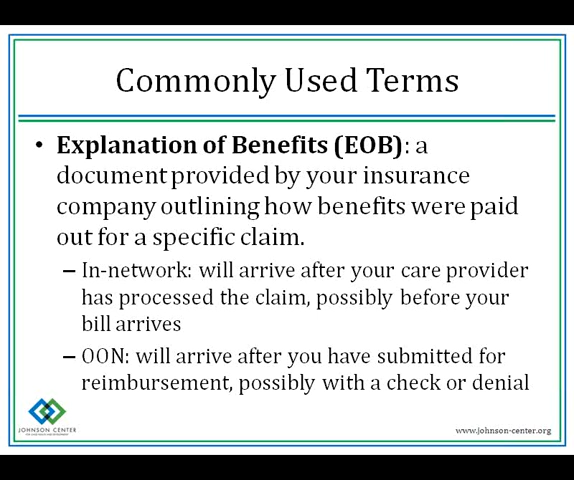 Commonly Used Terms
• Explanation of Benefits (EOB): a
document provided by your insurance
company outlining how benefits were paid
out for a specific claim.
– In-network: will arrive after your care provider
has processed the claim, possibly before your
bill arrives
– OON: will arrive after you have submitted for
reimbursement, possibly with a check or denial
JOHNSON CENTER
www.johnson-center.org